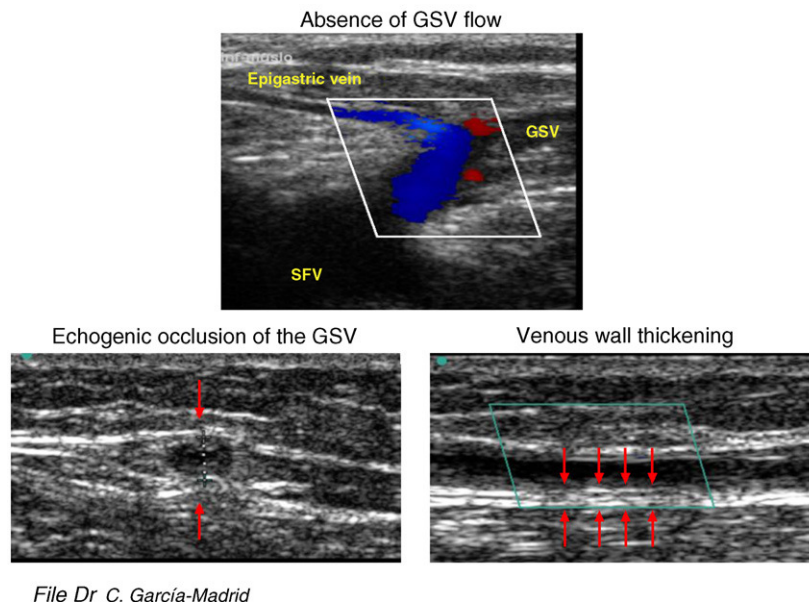 Absence of GSV flow
Epigastric vein
GSV
SFV
Echogenic occlusion of the GSV
Venous wall thickening
File Dr C. García-Madrid